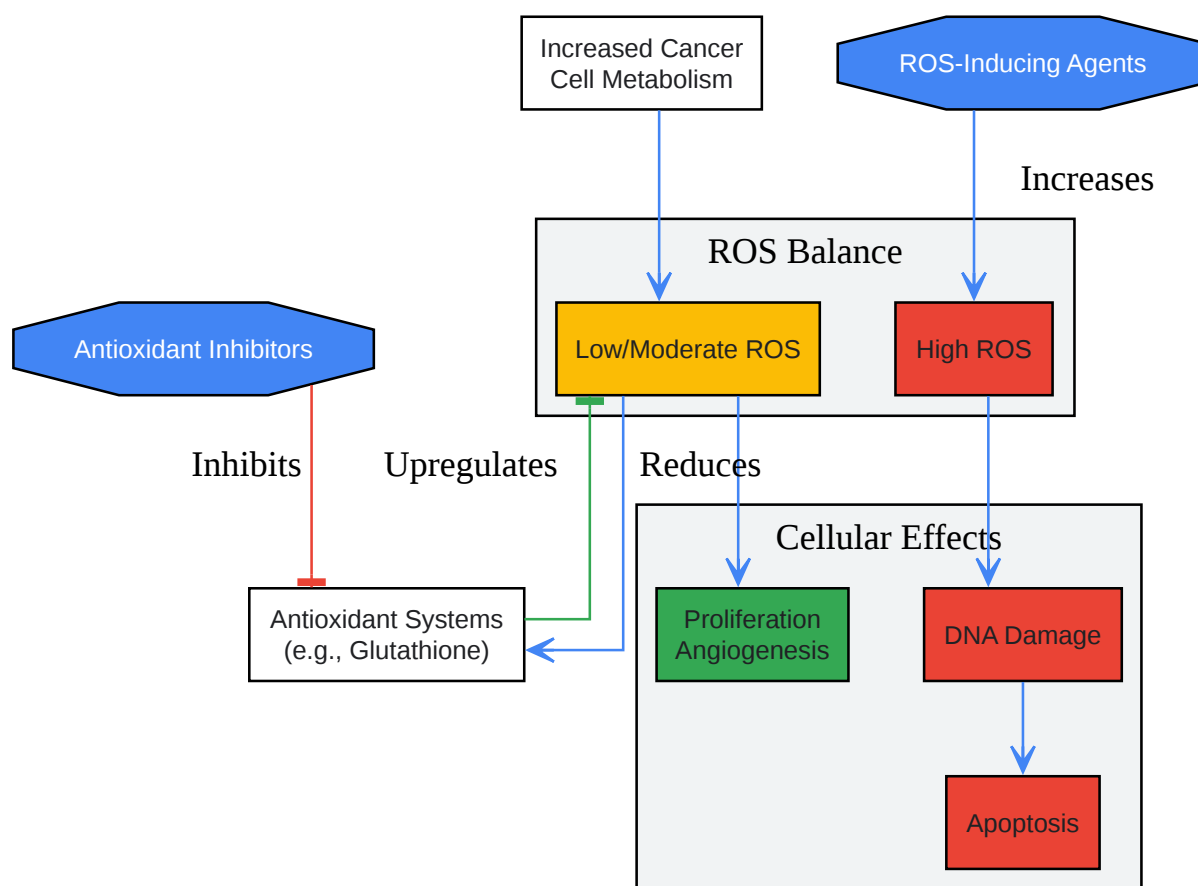 Increased Cancer
Cell Metabolism
ROS-Inducing Agents
Increases
ROS Balance
Antioxidant Inhibitors
Low/Moderate ROS
High ROS
Inhibits
Upregulates
Reduces
Cellular Effects
Antioxidant Systems
(e.g., Glutathione)
Proliferation
Angiogenesis
DNA Damage
Apoptosis